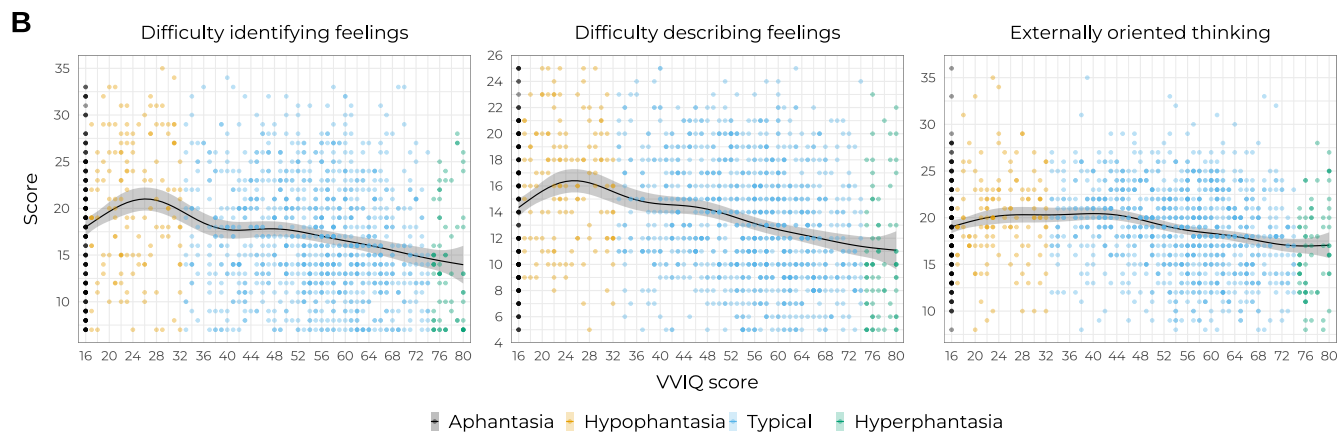 B
Difficulty identifying feelings
Difficulty describing feelings
Externally oriented thinking
Score
35
30
25
20
15
10
16 20 24 28 32 36 40 44 48 52 56 60 64 68 72 76 80
26
24
22
20
18
16
14
12
10
8
6
4
16 20 24 28 32 36 40 44 48 52 56 60 64 68 72 76 80
35
30
25
20
15
10
16 20 24 28 32 36 40 44 48 52 56 60 64 68 72 76 80
VVIQ score
Aphantasia Hypophantasia Typical Hyperphantasia